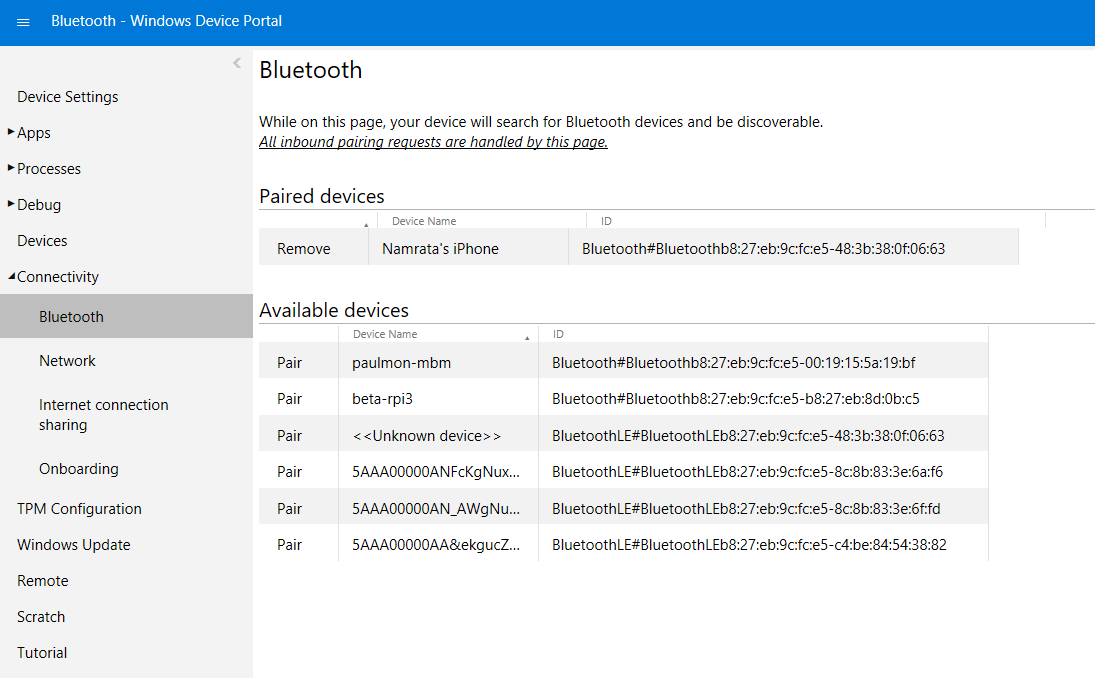 Bluetooth - Windows Device Portal
Device Settings
Apps
Processes
Debug
Devices
Connectivity
Bluetooth
Network
Internet connection
sharing
Onboarding
TPM Configuration
Windows Update
Remote
Scratch
Tutorial
Bluetooth
While on this page, your device will search for Bluetooth devices and be discoverable.
All inbound pairing requests are handled by this page.
Paired devices
Device Name ID
Remove Namrata's iPhone Bluetooth#Bluetoothb8:27:eb:9c:fc:e5-48:3b:38:0f:06:63
Available devices
Device Name ID
Pair paulmon-mbm Bluetooth#Bluetoothb8:27:eb:9c:fc:e5-00:19:15:5a:19:bf
Pair beta-rpi3 Bluetooth#Bluetoothb8:27:eb:9c:fc:e5-b8:27:eb:8d:0b:c5
Pair <<Unknown device>> BluetoothLE#BluetoothLEb8:27:eb:9c:fc:e5-48:3b:38:0f:06:63
Pair 5AAA00000ANFcKgNux... BluetoothLE#BluetoothLEb8:27:eb:9c:fc:e5-8c:8b:83:3e:6a:f6
Pair 5AAA00000AN_AWgNu... BluetoothLE#BluetoothLEb8:27:eb:9c:fc:e5-8c:8b:83:3e:6f:fd
Pair 5AAA00000AA&ekgucZ... BluetoothLE#BluetoothLEb8:27:eb:9c:fc:e5-c4:be:84:54:38:82